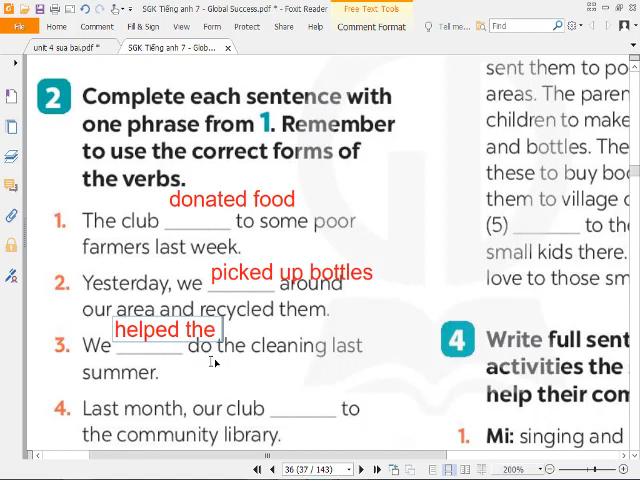 SGK Tiếng anh 7 - Global Success.pdf * - Foxit Reader
Free Text Tools
File
Home
Comment
View
Form
Protect
Share
Help
Comment Format
Tell me...
Find
unit 4 sua bai.pdf *
SGK Tiếng anh 7 - Glob...
2 Complete each sentence with
one phrase from 1. Remember
to use the correct forms of
the verbs.
donated food
1. The club ______ to some poor
farmers last week.
picked up bottles
2. Yesterday, we ______ around
our area and recycled them.
helped the
3. We ______ do the cleaning last
summer.
4. Last month, our club ______ to
the community library.
sent them to po
areas. The paren
children to make
and bottles. The
these to buy boo
them to village c
(5) ______ to the
small kids there.
love to those sm
4 Write full sent
activities the
help their com
1. Mi: singing and
36 (37 / 143)
200%